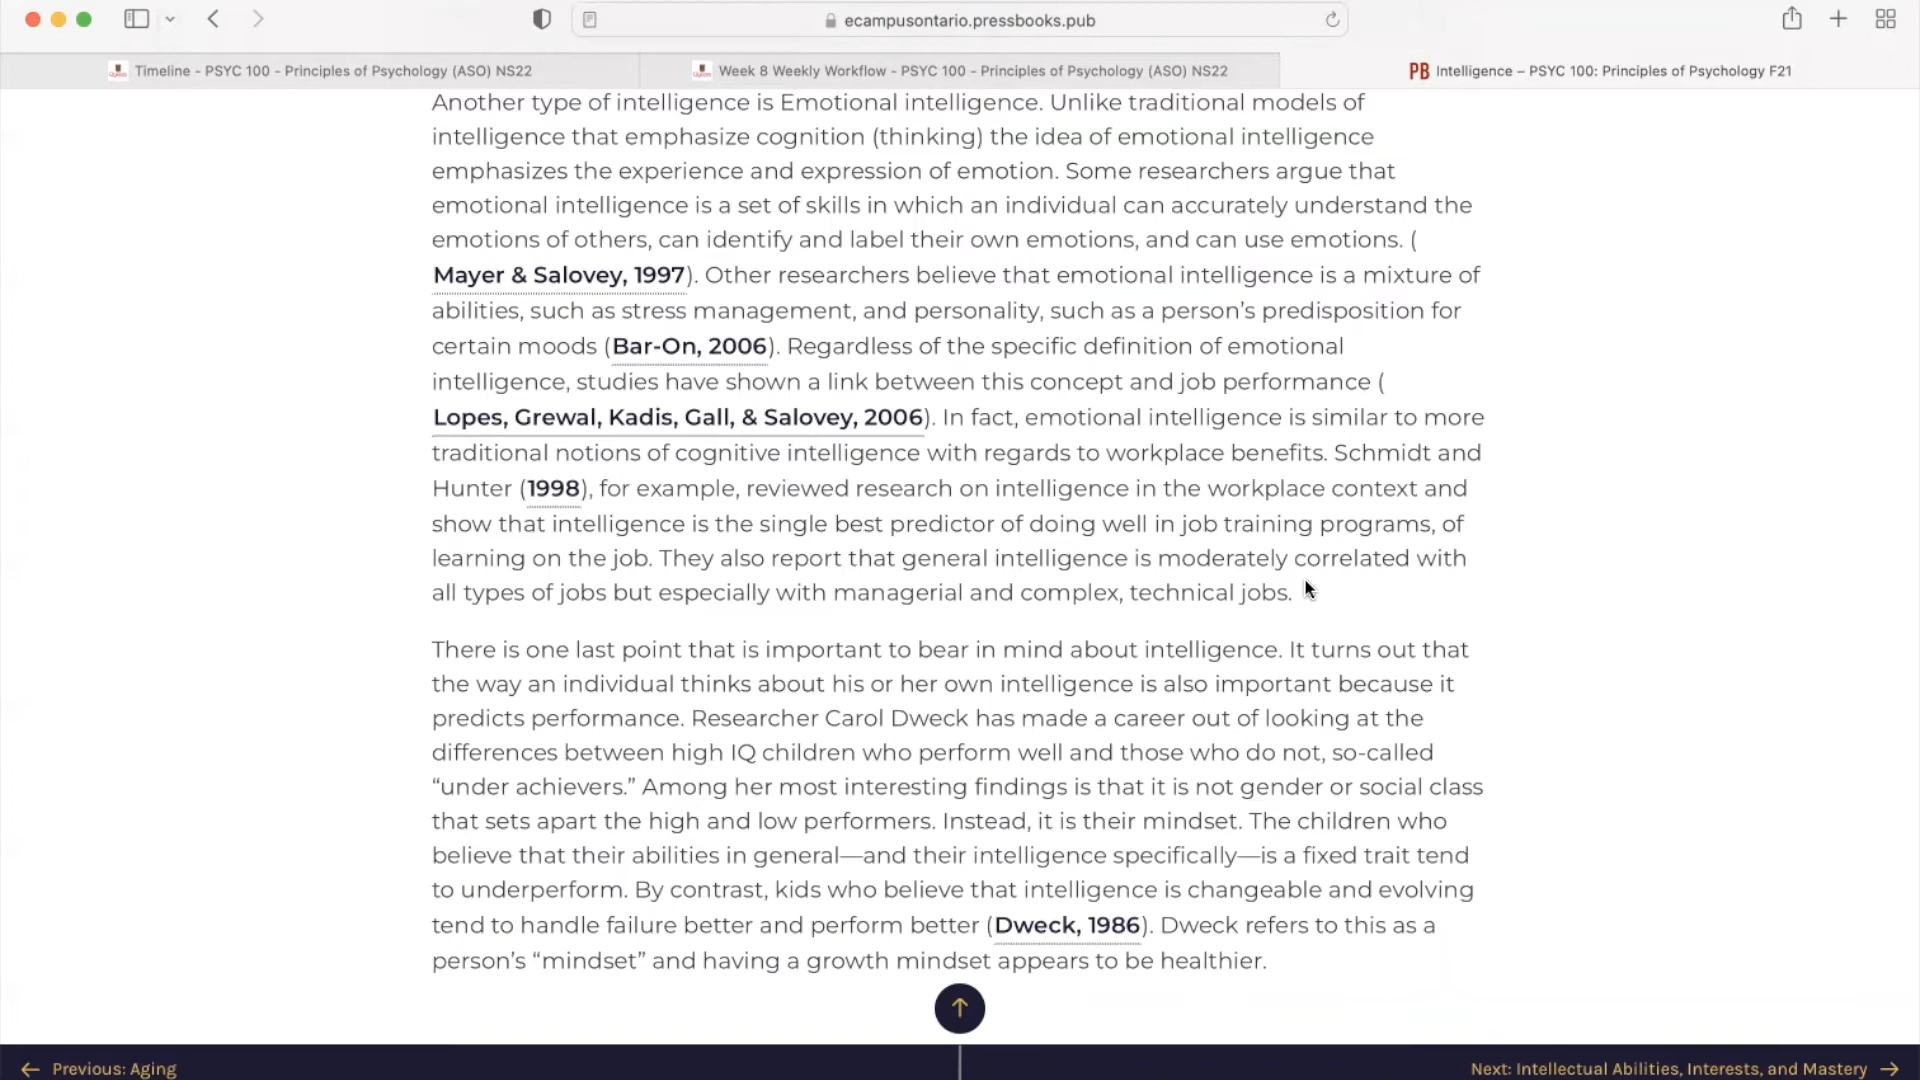 ecampusontario.pressbooks.pub
Timeline - PSYC 100 - Principles of Psychology (ASO) NS22
Week 8 Weekly Workflow - PSYC 100 - Principles of Psychology (ASO) NS22
PB Intelligence – PSYC 100: Principles of Psychology F21
Another type of intelligence is Emotional intelligence. Unlike traditional models of
intelligence that emphasize cognition (thinking) the idea of emotional intelligence
emphasizes the experience and expression of emotion. Some researchers argue that
emotional intelligence is a set of skills in which an individual can accurately understand the
emotions of others, can identify and label their own emotions, and can use emotions. (
Mayer & Salovey, 1997). Other researchers believe that emotional intelligence is a mixture of
abilities, such as stress management, and personality, such as a person’s predisposition for
certain moods (Bar-On, 2006). Regardless of the specific definition of emotional
intelligence, studies have shown a link between this concept and job performance (
Lopes, Grewal, Kadis, Gall, & Salovey, 2006). In fact, emotional intelligence is similar to more
traditional notions of cognitive intelligence with regards to workplace benefits. Schmidt and
Hunter (1998), for example, reviewed research on intelligence in the workplace context and
show that intelligence is the single best predictor of doing well in job training programs, of
learning on the job. They also report that general intelligence is moderately correlated with
all types of jobs but especially with managerial and complex, technical jobs.
There is one last point that is important to bear in mind about intelligence. It turns out that
the way an individual thinks about his or her own intelligence is also important because it
predicts performance. Researcher Carol Dweck has made a career out of looking at the
differences between high IQ children who perform well and those who do not, so-called
“under achievers.” Among her most interesting findings is that it is not gender or social class
that sets apart the high and low performers. Instead, it is their mindset. The children who
believe that their abilities in general—and their intelligence specifically—is a fixed trait tend
to underperform. By contrast, kids who believe that intelligence is changeable and evolving
tend to handle failure better and perform better (Dweck, 1986). Dweck refers to this as a
person’s “mindset” and having a growth mindset appears to be healthier.
Previous: Aging
Next: Intellectual Abilities, Interests, and Mastery